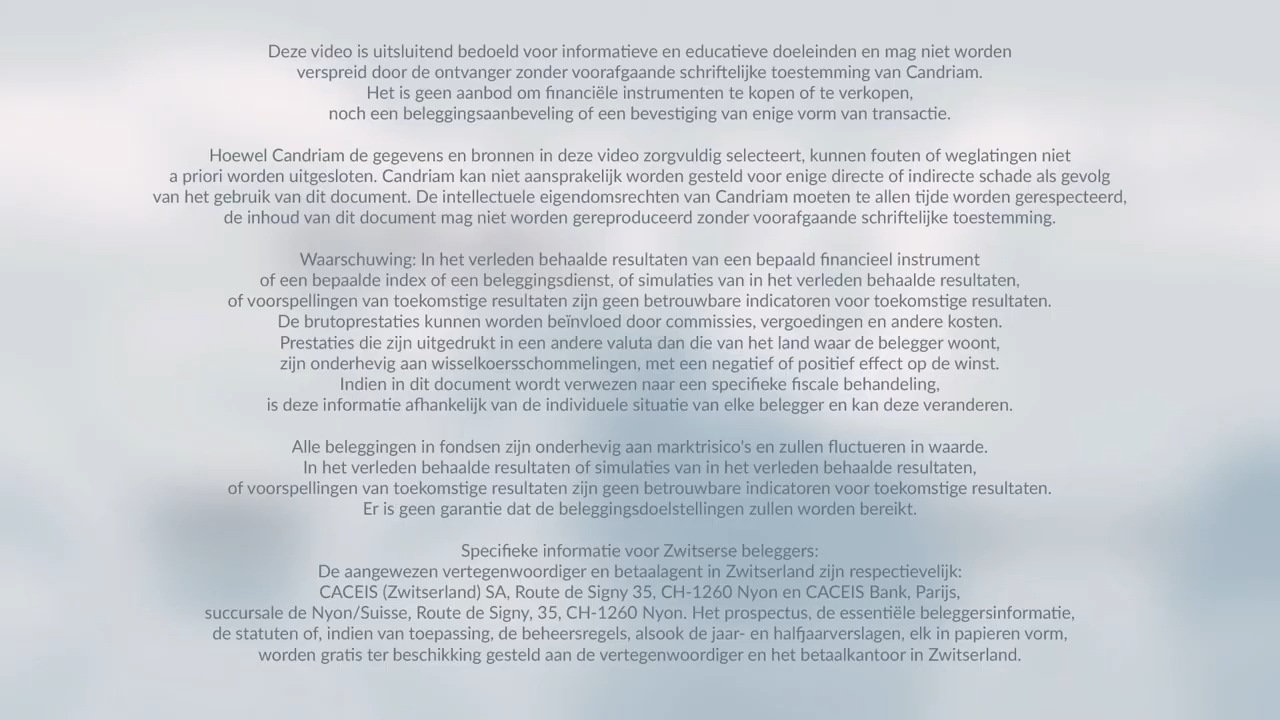 Deze video is uitsluitend bedoeld voor informatieve en educatieve doeleinden en mag niet worden
verspreid door de ontvanger zonder voorafgaande schriftelijke toestemming van Candriam.
Het is geen aanbod om financiële instrumenten te kopen of te verkopen,
noch een beleggingsaanbeveling of een bevestiging van enige vorm van transactie.
Hoewel Candriam de gegevens en bronnen in deze video zorgvuldig selecteert, kunnen fouten of weglatingen niet
a priori worden uitgesloten. Candriam kan niet aansprakelijk worden gesteld voor enige directe of indirecte schade als gevolg
van het gebruik van dit document. De intellectuele eigendomsrechten van Candriam moeten te allen tijde worden gerespecteerd,
de inhoud van dit document mag niet worden gereproduceerd zonder voorafgaande schriftelijke toestemming.
Waarschuwing: In het verleden behaalde resultaten van een bepaald financieel instrument
of een bepaalde index of een beleggingsdienst, of simulaties van in het verleden behaalde resultaten,
of voorspellingen van toekomstige resultaten zijn geen betrouwbare indicatoren voor toekomstige resultaten.
De brutoprestaties kunnen worden beïnvloed door commissies, vergoedingen en andere kosten.
Prestaties die zijn uitgedrukt in een andere valuta dan die van het land waar de belegger woont,
zijn onderhevig aan wisselkoersschommelingen, met een negatief of positief effect op de winst.
Indien in dit document wordt verwezen naar een specifieke fiscale behandeling,
is deze informatie afhankelijk van de individuele situatie van elke belegger en kan deze veranderen.
Alle beleggingen in fondsen zijn onderhevig aan marktrisico's en zullen fluctueren in waarde.
In het verleden behaalde resultaten of simulaties van in het verleden behaalde resultaten,
of voorspellingen van toekomstige resultaten zijn geen betrouwbare indicatoren voor toekomstige resultaten.
Er is geen garantie dat de beleggingsdoelstellingen zullen worden bereikt.
Specifieke informatie voor Zwitserse beleggers:
De aangewezen vertegenwoordiger en betaalagent in Zwitserland zijn respectievelijk:
CACEIS (Zwitserland) SA, Route de Signy 35, CH-1260 Nyon en CACEIS Bank, Parijs,
succursale de Nyon/Suisse, Route de Signy, 35, CH-1260 Nyon. Het prospectus, de essentiële beleggersinformatie,
de statuten of, indien van toepassing, de beheersregels, alsook de jaar- en halfjaarverslagen, elk in papieren vorm,
worden gratis ter beschikking gesteld aan de vertegenwoordiger en het betaalkantoor in Zwitserland.